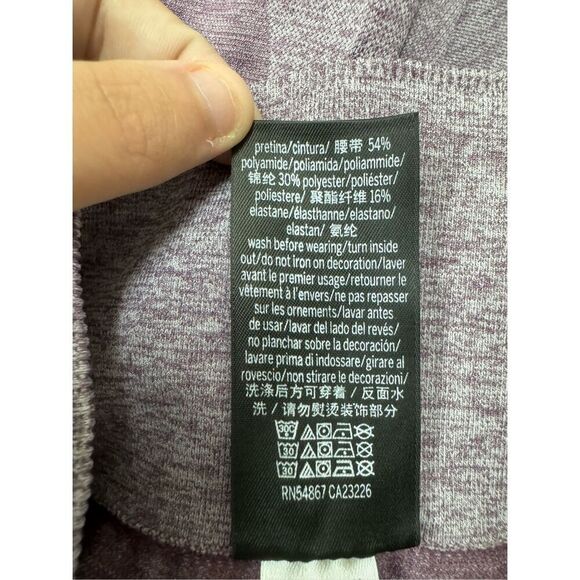 pretina/cintura/ 腰带 54%
polyamide/poliamida/poliammide/
锦纶 30% polyester/poliéster/
poliestere/ 聚酯纤维 16%
elastane/élasthanne/elastano/
elastan/ 氨纶
wash before wearing/turn inside
out/do not iron on decoration/laver
avant le premier usage/retourner le
vêtement à l'envers/ne pas repasser
sur les ornements/lavar antes
de usar/lavar del lado del revés/
no planchar sobre la decoración/
lavare prima di indossare/girare al
rovescio/non stirare le decorazioni/
洗涤后方可穿着 / 反面水
洗 / 请勿熨烫装饰部分
30
30
30
RN54867 CA23226